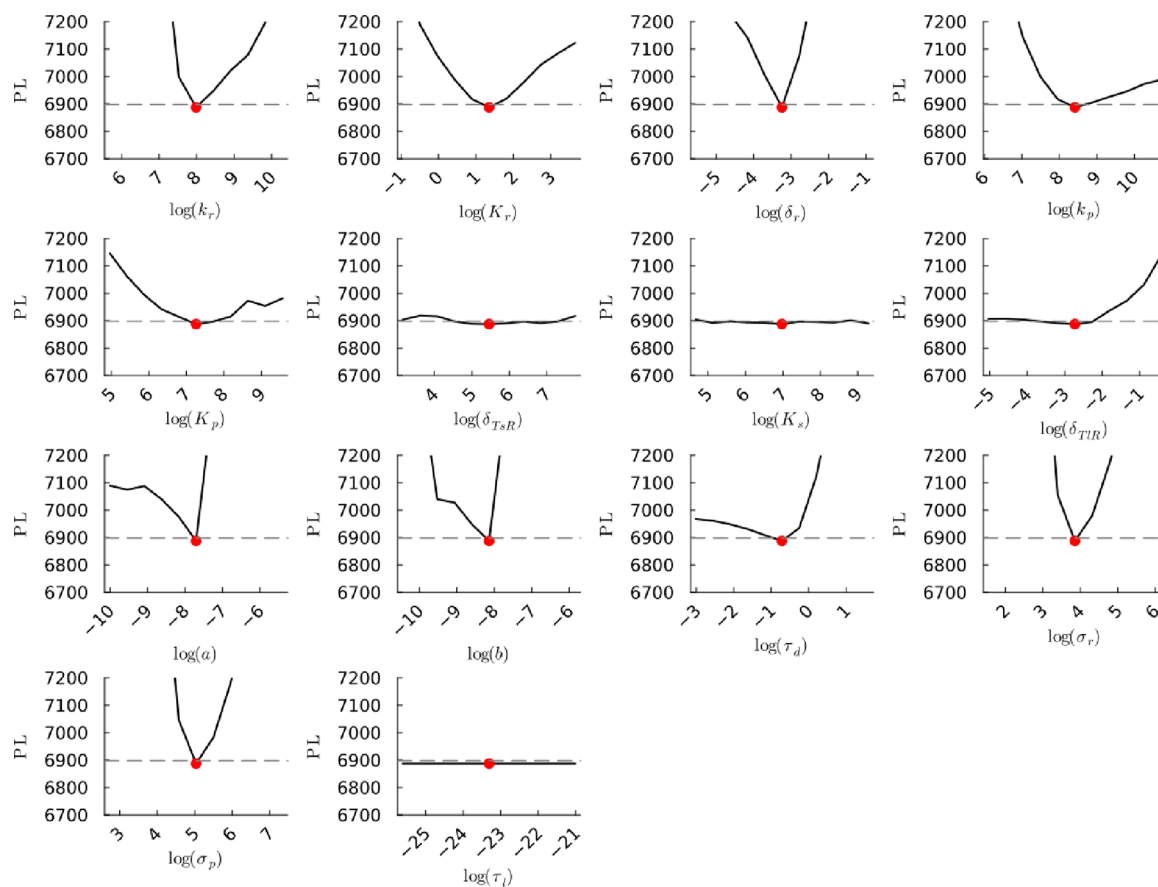 PL 7200 7100 7000 6900 6800 6700
6 7 8 9 10
log(k_r)
PL 7200 7100 7000 6900 6800 6700
−1 0 1 2 3
log(K_r)
PL 7200 7100 7000 6900 6800 6700
−5 −4 −3 −2 −1
log(δ_r)
PL 7200 7100 7000 6900 6800 6700
6 7 8 9 10
log(k_p)
PL 7200 7100 7000 6900 6800 6700
5 6 7 8 9
log(K_p)
PL 7200 7100 7000 6900 6800 6700
4 5 6 7
log(δ_TsR)
PL 7200 7100 7000 6900 6800 6700
5 6 7 8 9
log(K_s)
PL 7200 7100 7000 6900 6800 6700
−5 −4 −3 −2 −1
log(δ_TlR)
PL 7200 7100 7000 6900 6800 6700
−10 −9 −8 −7 −6
log(a)
PL 7200 7100 7000 6900 6800 6700
−10 −9 −8 −7 −6
log(b)
PL 7200 7100 7000 6900 6800 6700
−3 −2 −1 0 1
log(τ_d)
PL 7200 7100 7000 6900 6800 6700
2 3 4 5 6
log(σ_r)
PL 7200 7100 7000 6900 6800 6700
3 4 5 6 7
log(σ_p)
PL 7200 7100 7000 6900 6800 6700
−25 −24 −23 −22 −21
log(τ_l)